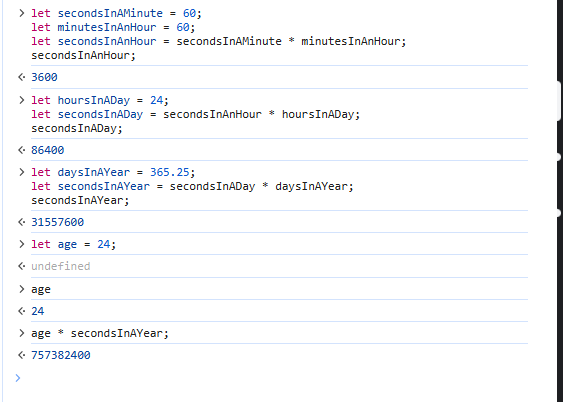 > let secondsInAMinute = 60;
let minutesInAnHour = 60;
let secondsInAnHour = secondsInAMinute * minutesInAnHour;
secondsInAnHour;
<· 3600
> let hoursInADay = 24;
let secondsInADay = secondsInAnHour * hoursInADay;
secondsInADay;
<· 86400
> let daysInAYear = 365.25;
let secondsInAYear = secondsInADay * daysInAYear;
secondsInAYear;
<· 31557600
> let age = 24;
<· undefined
> age
<· 24
> age * secondsInAYear;
<· 757382400
>